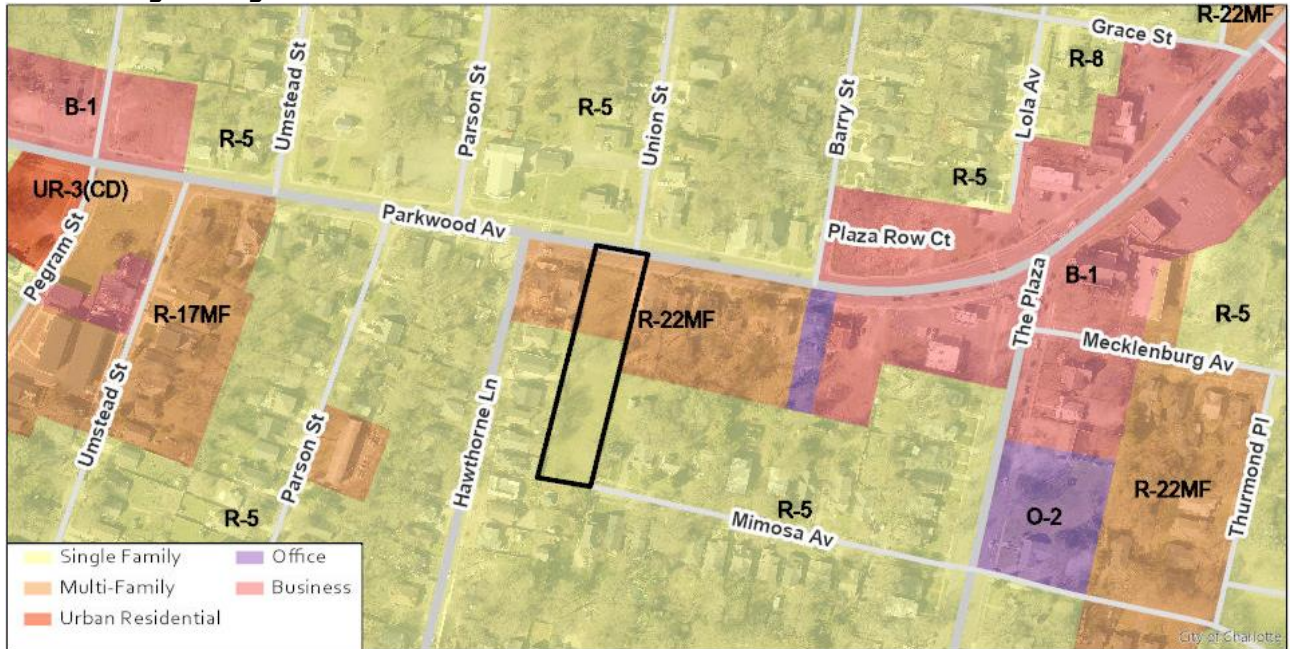 R-22MF
Grace St
R-8
B-1
Umstead St
Parson St
R-5
Union St
Barry St
Lola Av
R-5
R-5
UR-3(CD)
Parkwood Av
Plaza Row Ct
Pegram St
R-17MF
R-22MF
The Plaza
B-1
R-5
Mecklenburg Av
Umstead St
Parson St
Hawthorne Ln
R-5
Mimosa Av
R-5
O-2
R-22MF
Thurmond Pl
Single Family
Office
Multi-Family
Business
Urban Residential
City of Charlotte